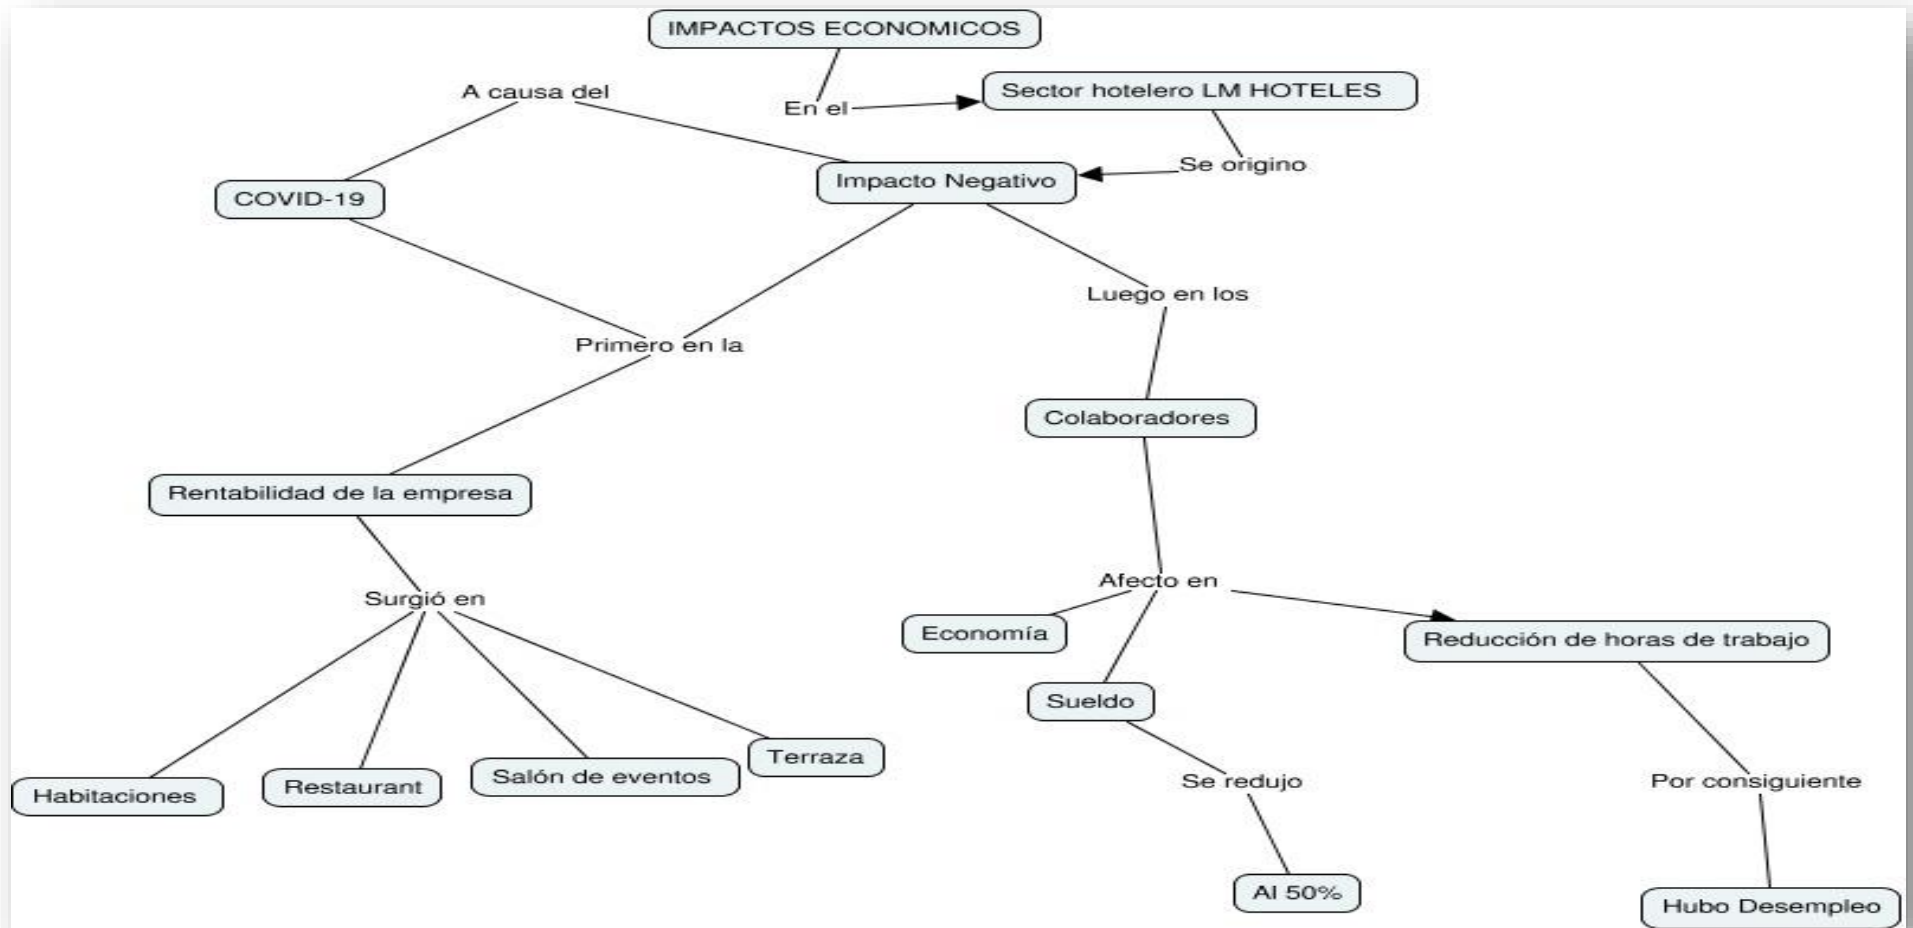 IMPACTOS ECONOMICOS
A causa del
En el
Sector hotelero LM HOTELES
Se origino
Impacto Negativo
COVID-19
Luego en los
Primero en la
Colaboradores
Rentabilidad de la empresa
Afecto en
Surgió en
Economía
Reducción de horas de trabajo
Sueldo
Terraza
Salón de eventos
Restaurant
Habitaciones
Se redujo
Por consiguiente
Al 50%
Hubo Desempleo